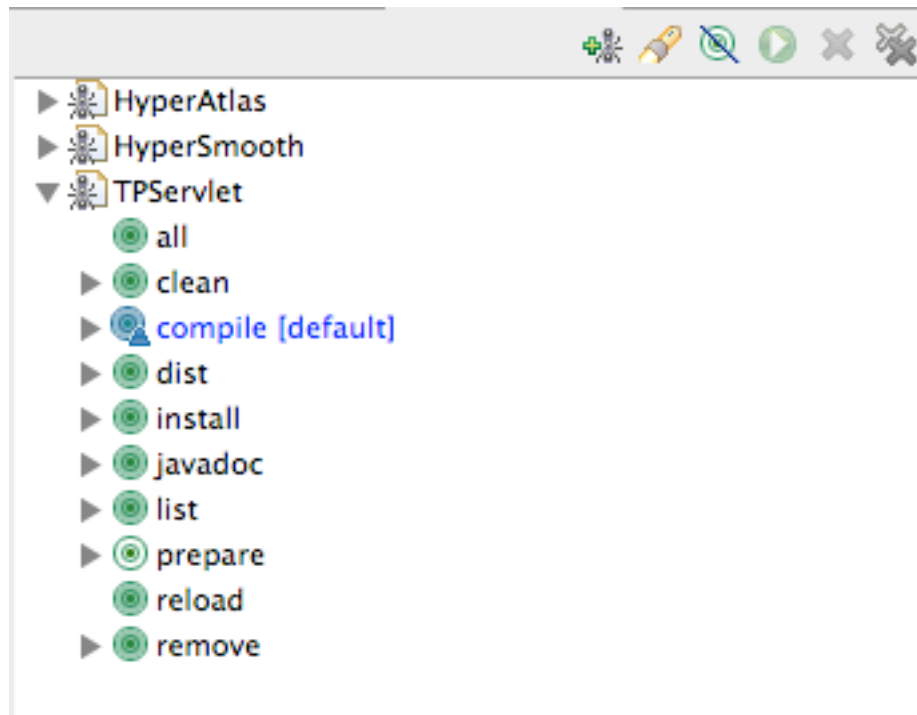 HyperAtlas
HyperSmooth
TPServlet
all
clean
compile [default]
dist
install
javadoc
list
prepare
reload
remove